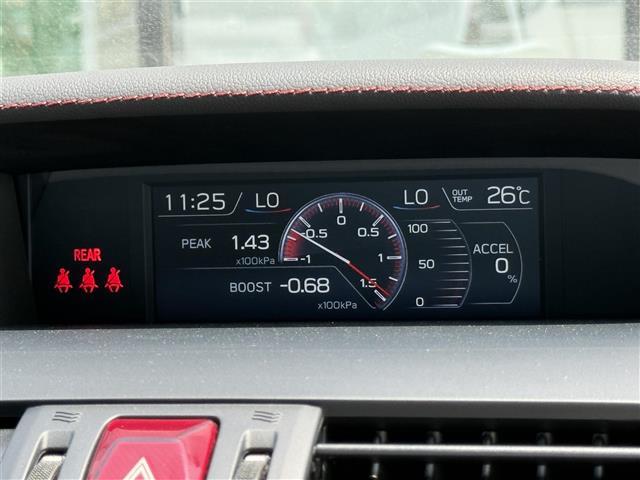 11:25 LO LO OUT TEMP 26°C
REAR
PEAK 1.43 x100kPa
-1 -0.5 0 0.5 1 1.5
BOOST -0.68 x100kPa
100
50
0
ACCEL
0
%